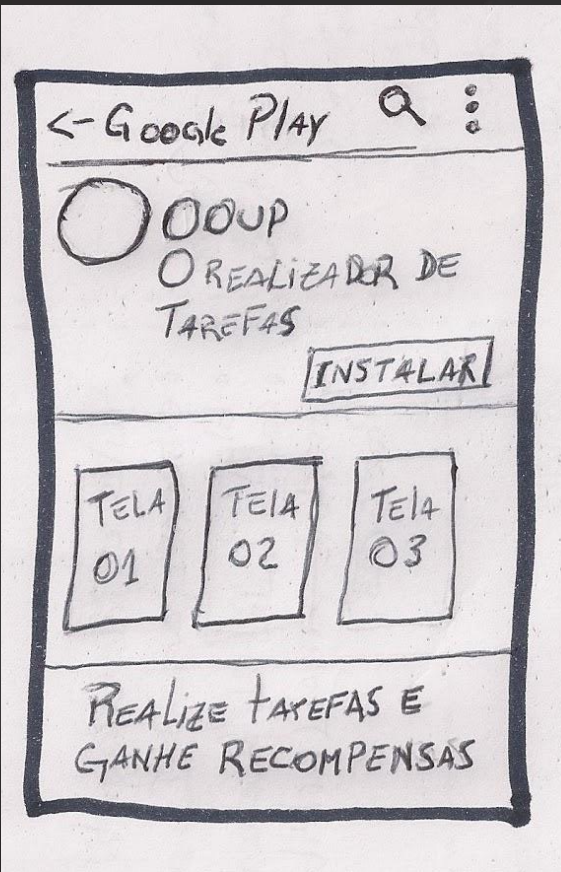 <- Google Play
OOUP
O REALIZADOR DE
TAREFAS
INSTALAR
TELA
01
TELA
02
TELA
03
REALIZE TAREFAS E
GANHE RECOMPENSAS